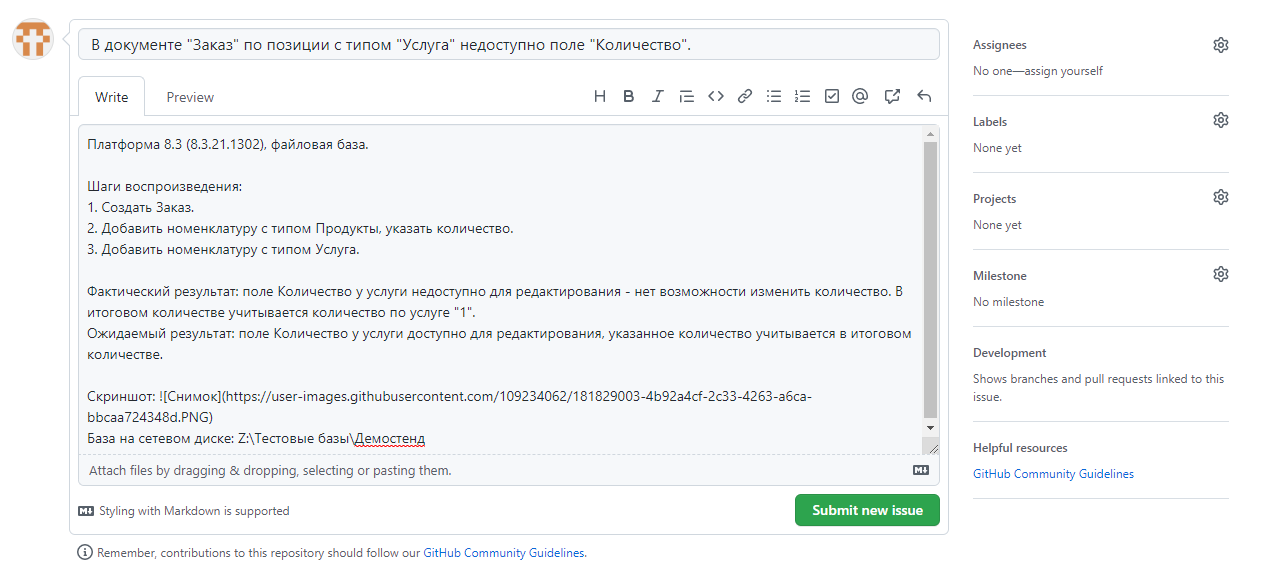 В документе "Заказ" по позиции с типом "Услуга" недоступно поле "Количество".
Write
Preview
Платформа 8.3 (8.3.21.1302), файловая база.
Шаги воспроизведения:
1. Создать Заказ.
2. Добавить номенклатуру с типом Продукты, указать количество.
3. Добавить номенклатуру с типом Услуга.
Фактический результат: поле Количество у услуги недоступно для редактирования - нет возможности изменить количество. В
итоговом количестве учитывается количество по услуге "1".
Ожидаемый результат: поле Количество у услуги доступно для редактирования, указанное количество учитывается в итоговом
количестве.
Скриншот: ![Снимок](https://user-images.githubusercontent.com/109234062/181829003-4b92a4cf-2c33-4263-a6ca-
bbcaa724348d.PNG)
База на сетевом диске: Z:\Тестовые базы\Демостенд
Attach files by dragging & dropping, selecting or pasting them.
Styling with Markdown is supported
Submit new issue
Remember, contributions to this repository should follow our GitHub Community Guidelines.
Assignees
No one—assign yourself
Labels
None yet
Projects
None yet
Milestone
No milestone
Development
Shows branches and pull requests linked to this
issue.
Helpful resources
GitHub Community Guidelines